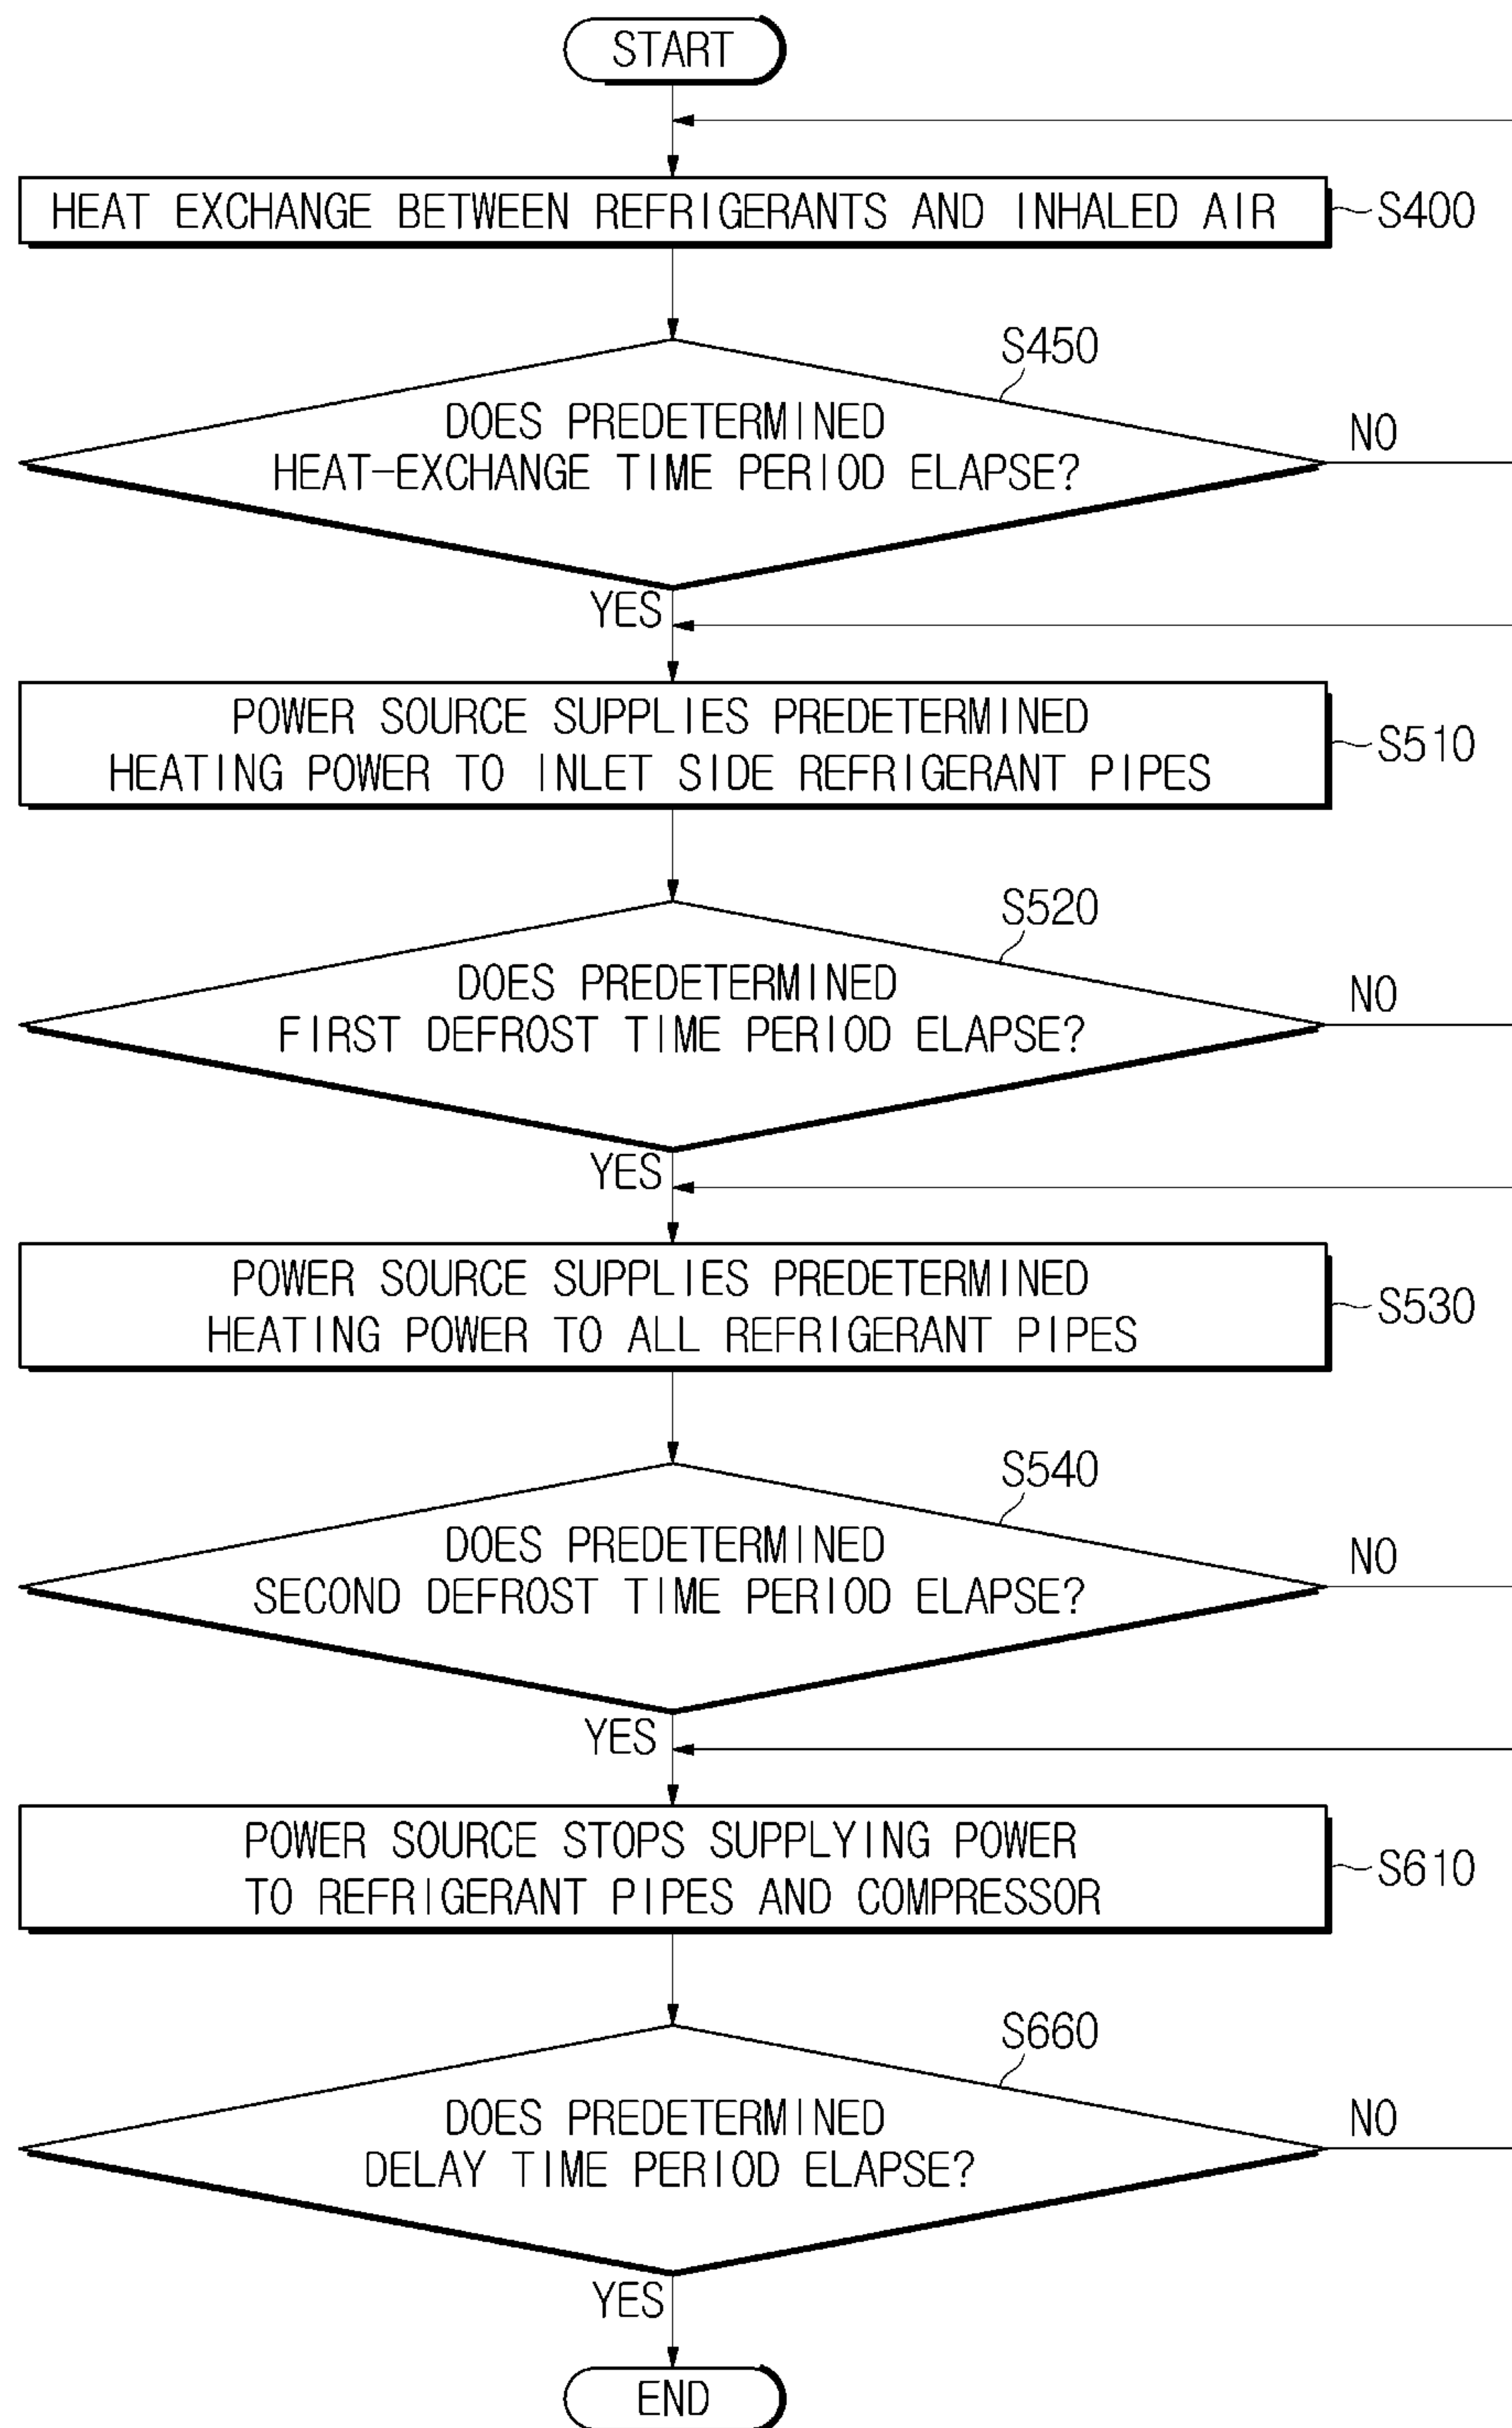 START
HEAT EXCHANGE BETWEEN REFRIGERANTS AND INHALED AIR
S400
S450
DOES PREDETERMINED
HEAT-EXCHANGE TIME PERIOD ELAPSE?
NO
YES
POWER SOURCE SUPPLIES PREDETERMINED
HEATING POWER TO INLET SIDE REFRIGERANT PIPES
S510
S520
DOES PREDETERMINED
FIRST DEFROST TIME PERIOD ELAPSE?
NO
YES
POWER SOURCE SUPPLIES PREDETERMINED
HEATING POWER TO ALL REFRIGERANT PIPES
S530
S540
DOES PREDETERMINED
SECOND DEFROST TIME PERIOD ELAPSE?
NO
YES
POWER SOURCE STOPS SUPPLYING POWER
TO REFRIGERANT PIPES AND COMPRESSOR
S610
S660
DOES PREDETERMINED
DELAY TIME PERIOD ELAPSE?
NO
YES
END